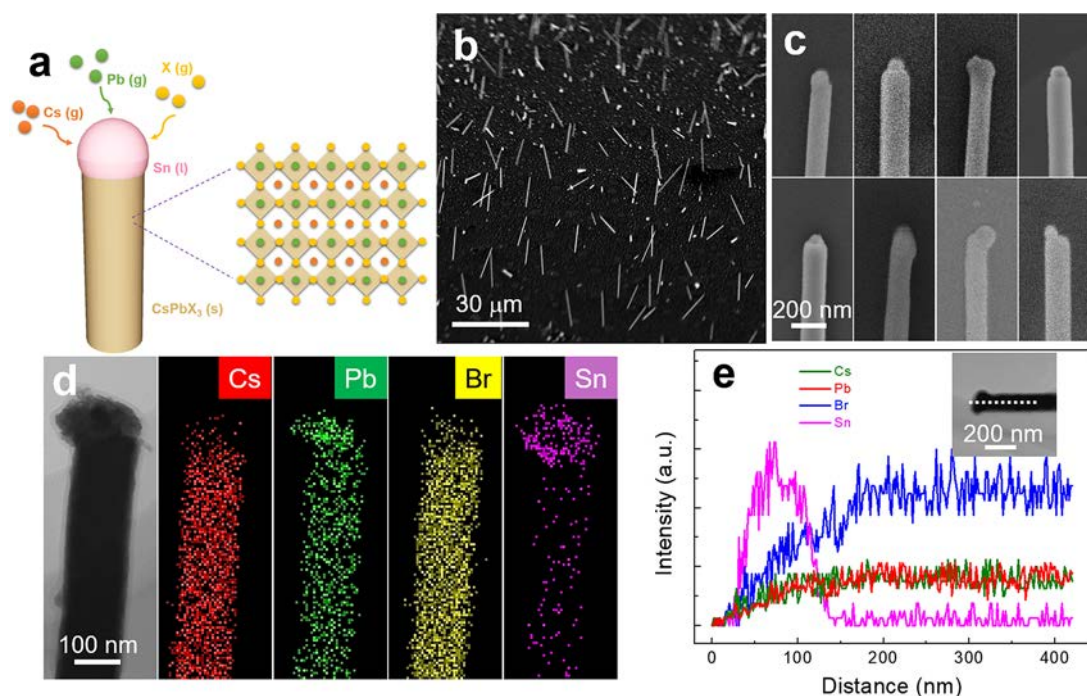 a
Pb (g)
X (g)
Cs (g)
Sn (l)
CsPbX₃ (s)
b
30 μm
c
200 nm
d
Cs
Pb
Br
Sn
100 nm
e
Cs
Pb
Br
Sn
200 nm
Intensity (a.u.)
0 100 200 300 400
Distance (nm)